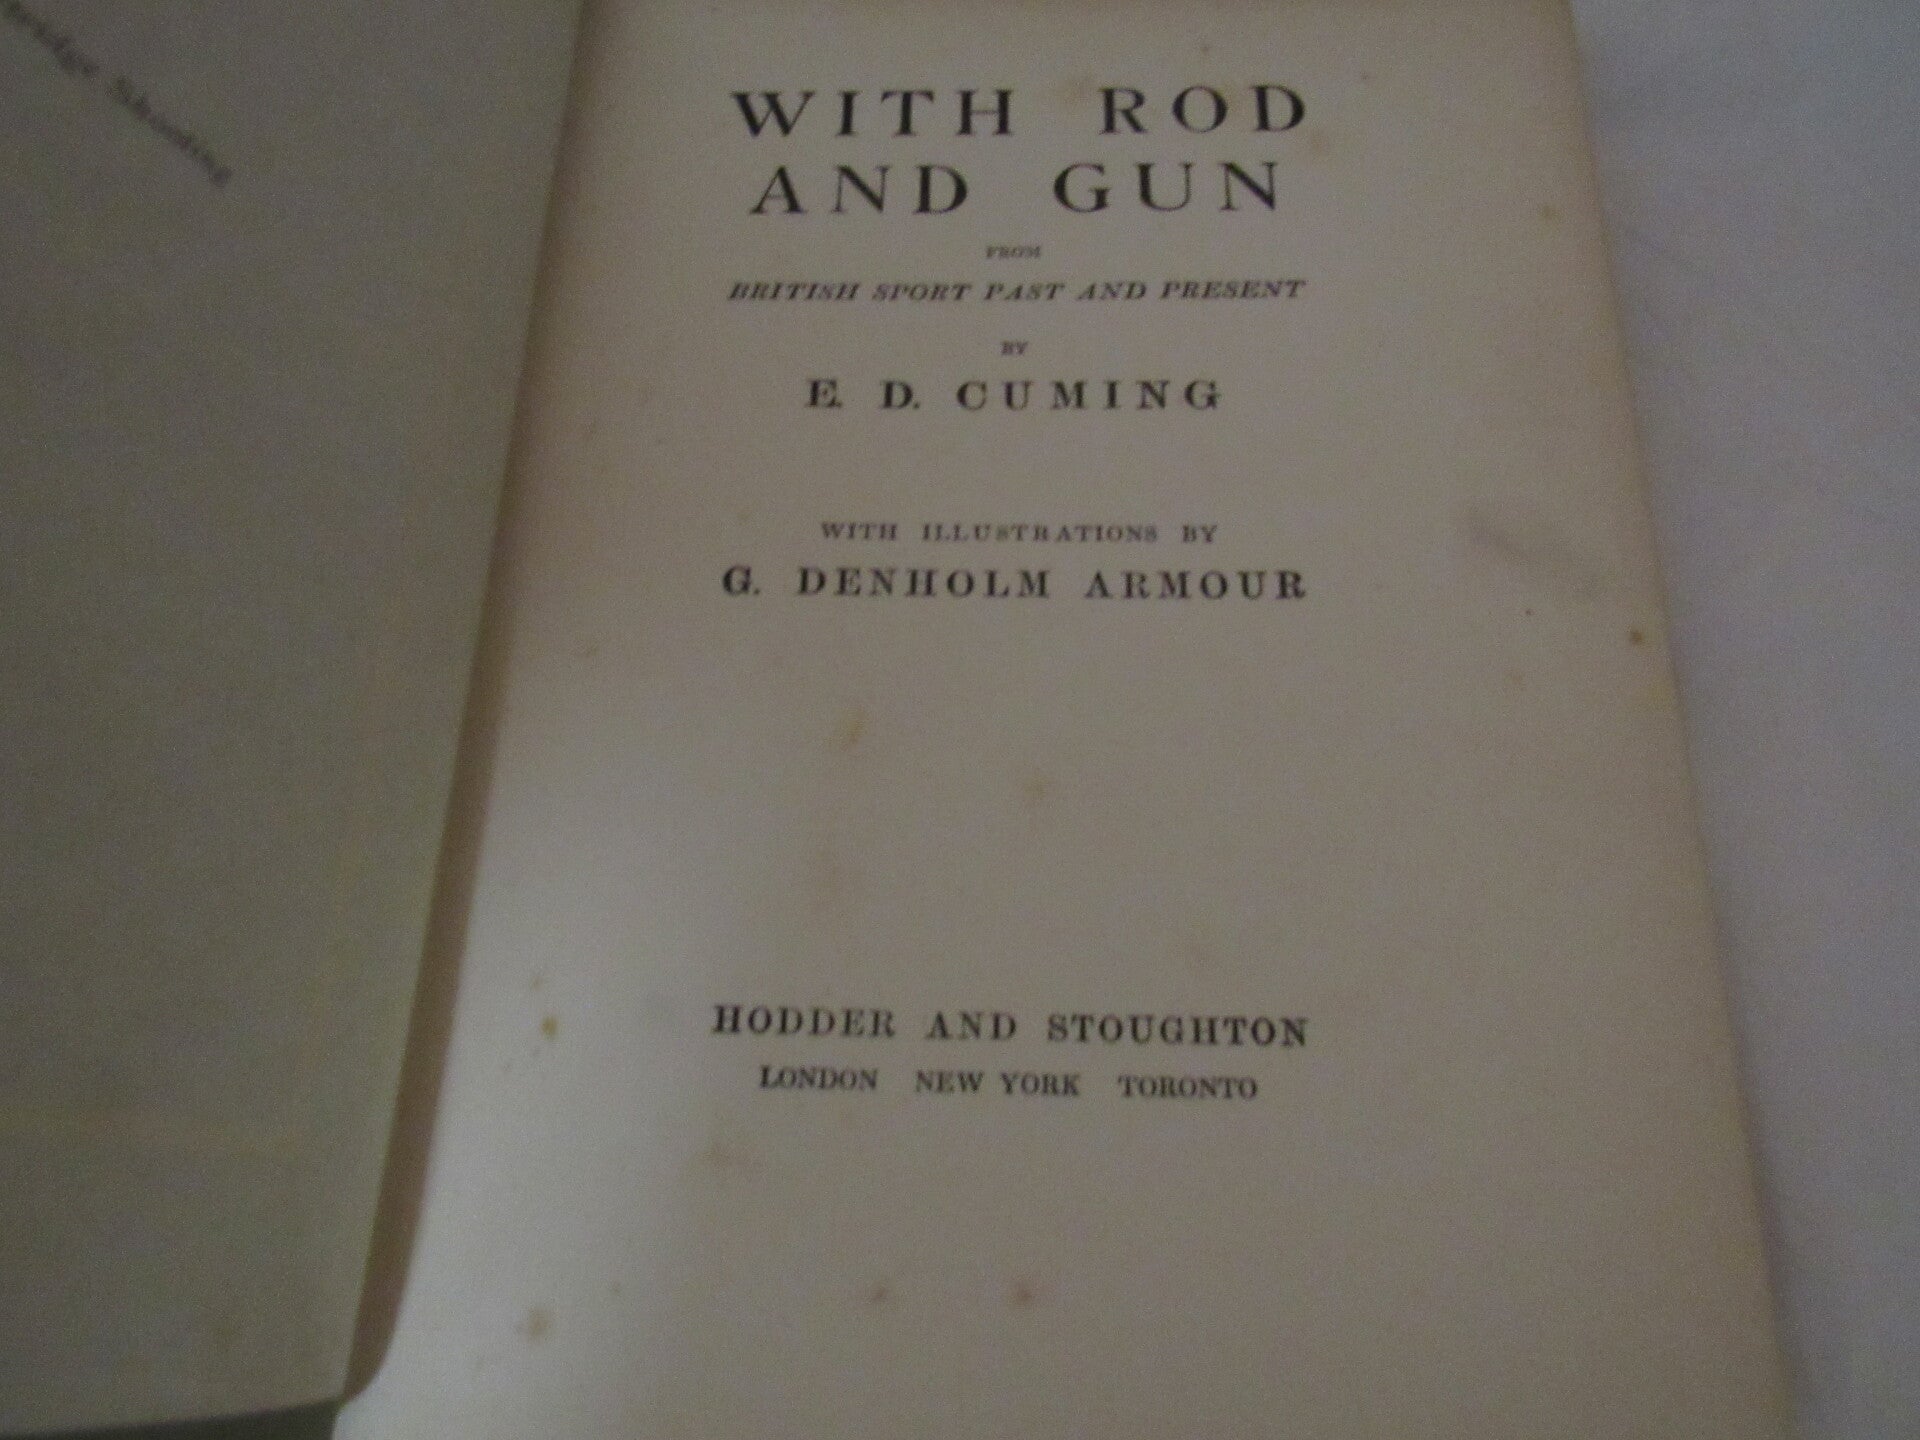 Shooting
WITH ROD
AND GUN
FROM
BRITISH SPORT PAST AND PRESENT
BY
E. D. CUMING
WITH ILLUSTRATIONS BY
G. DENHOLM ARMOUR
HODDER AND STOUGHTON
LONDON NEW YORK TORONTO